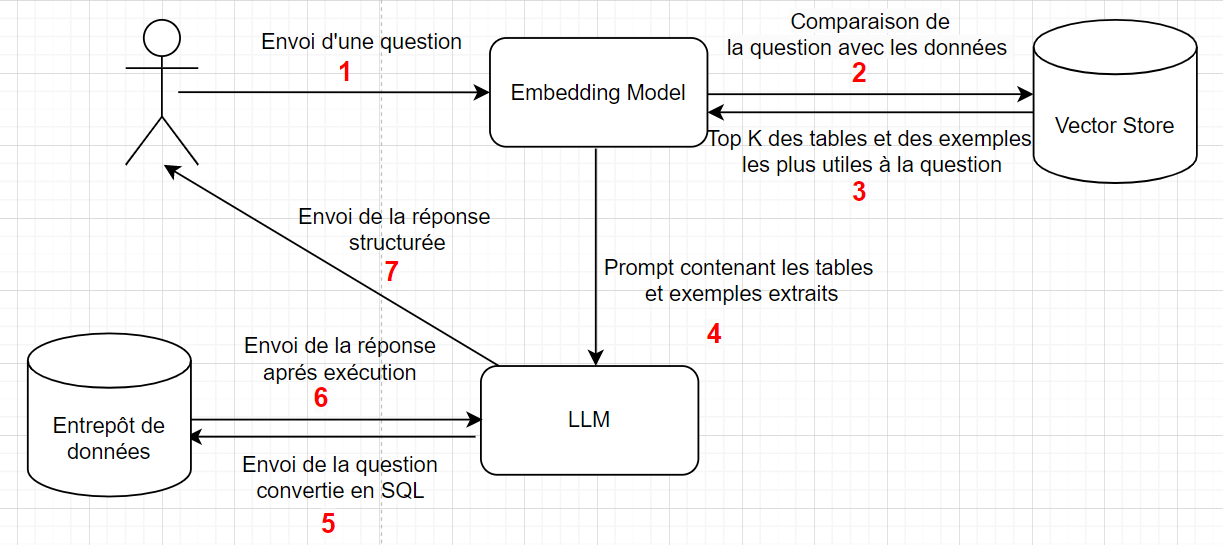 Envoi d'une question
1
Embedding Model
Comparaison de
la question avec les données
2
Vector Store
Top K des tables et des exemples
les plus utiles à la question
3
Envoi de la réponse
structurée
7
Prompt contenant les tables
et exemples extraits
4
Envoi de la réponse
aprés exécution
6
Entrepôt de
données
LLM
Envoi de la question
convertie en SQL
5